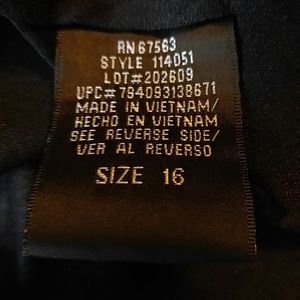 RN 67563
STYLE 114051
LOT# 202609
UPC# 794093138671
MADE IN VIETNAM/
HECHO EN VIETNAM
SEE REVERSE SIDE/
VER AL REVERSO
SIZE 16